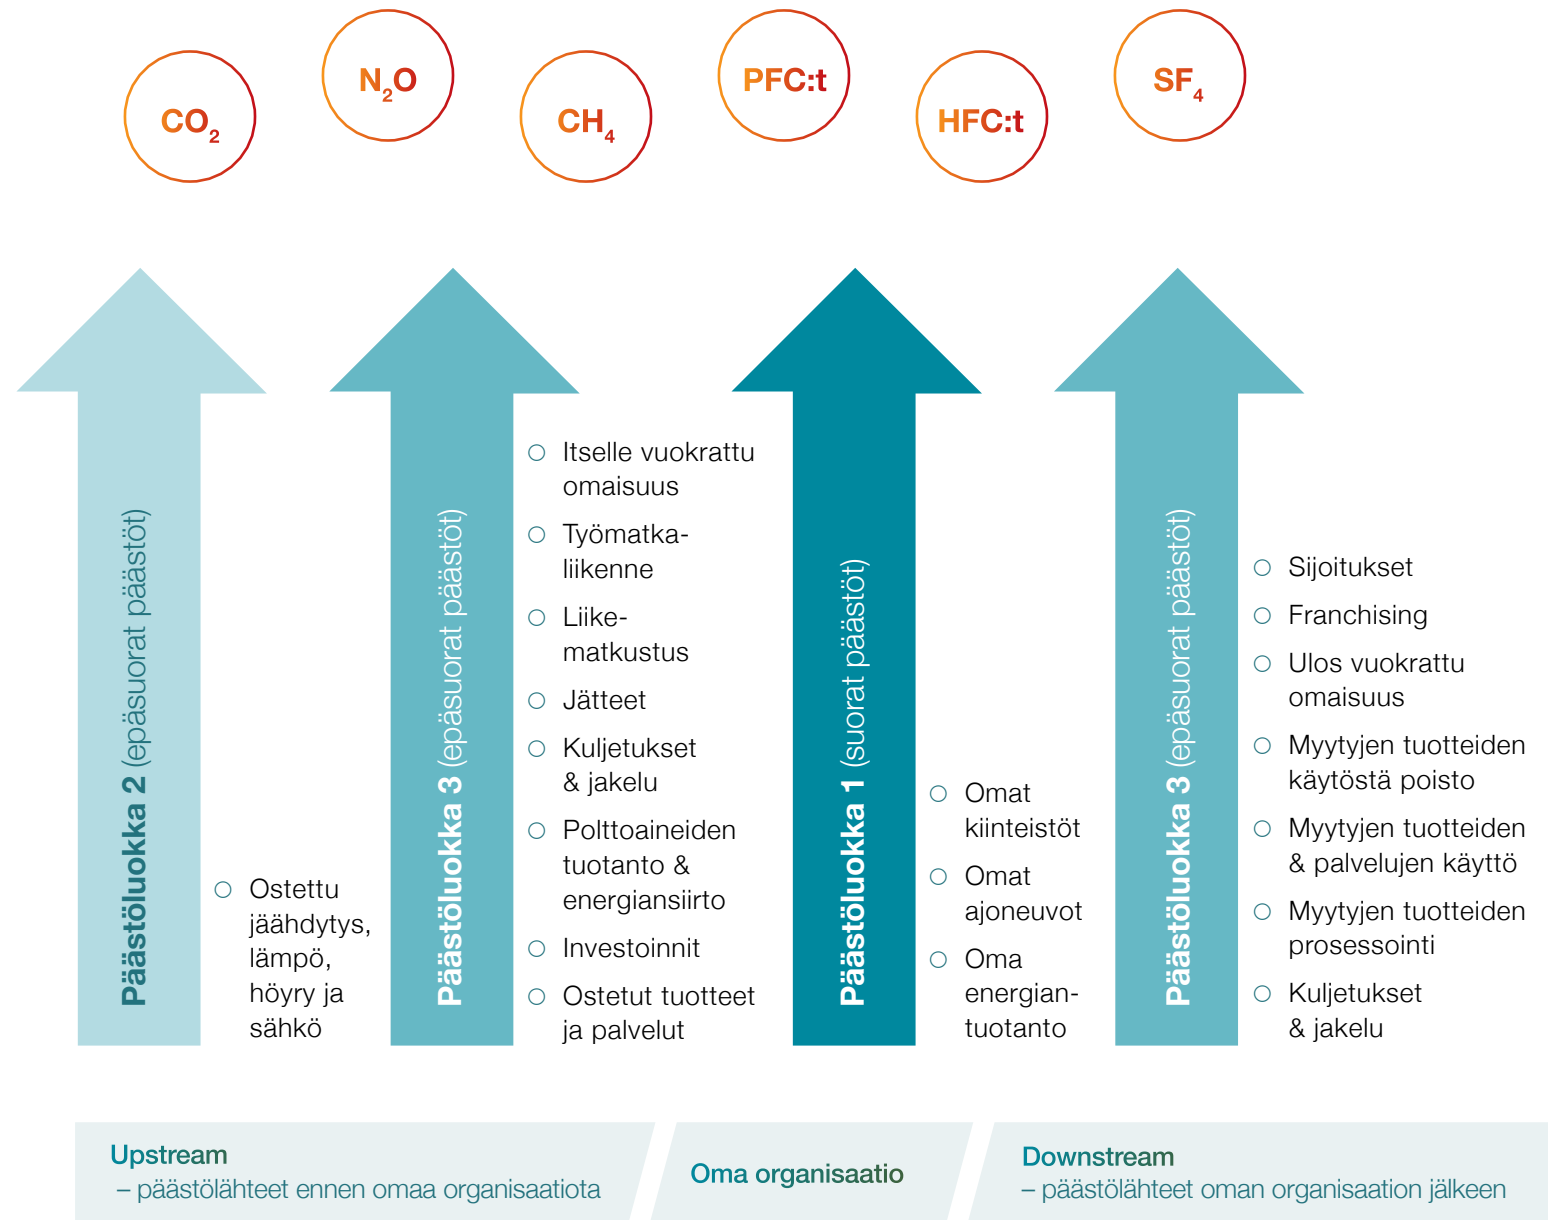 CO₂
N₂O
CH₄
PFC:t
HFC:t
SF₄
Päästöluokka 2 (epäsuorat päästöt)
Ostettu
jäähdytys,
lämpö,
höyry ja
sähkö
Päästöluokka 3 (epäsuorat päästöt)
Itselle vuokrattu
omaisuus
Työmatka-
liikenne
Liike-
matkustus
Jätteet
Kuljetukset
& jakelu
Polttoaineiden
tuotanto &
energiansiirto
Investoinnit
Ostetut tuotteet
ja palvelut
Päästöluokka 1 (suorat päästöt)
Omat
kiinteistöt
Omat
ajoneuvot
Oma
energian-
tuotanto
Päästöluokka 3 (epäsuorat päästöt)
Sijoitukset
Franchising
Ulos vuokrattu
omaisuus
Myytyjen tuotteiden
käytöstä poisto
Myytyjen tuotteiden
& palvelujen käyttö
Myytyjen tuotteiden
prosessointi
Kuljetukset
& jakelu
Upstream
– päästölähteet ennen omaa organisaatiota
Oma organisaatio
Downstream
– päästölähteet oman organisaation jälkeen